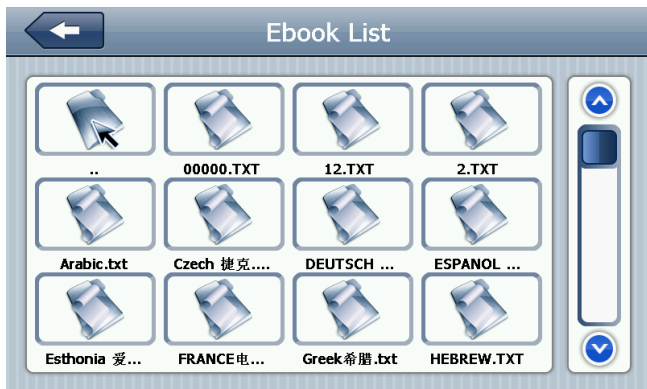 Ebook List
..
00000.TXT
12.TXT
2.TXT
Arabic.txt
Czech 捷克....
DEUTSCH ...
ESPANOL ...
Esthonia 爱...
FRANCE电...
Greek希腊.txt
HEBREW.TXT